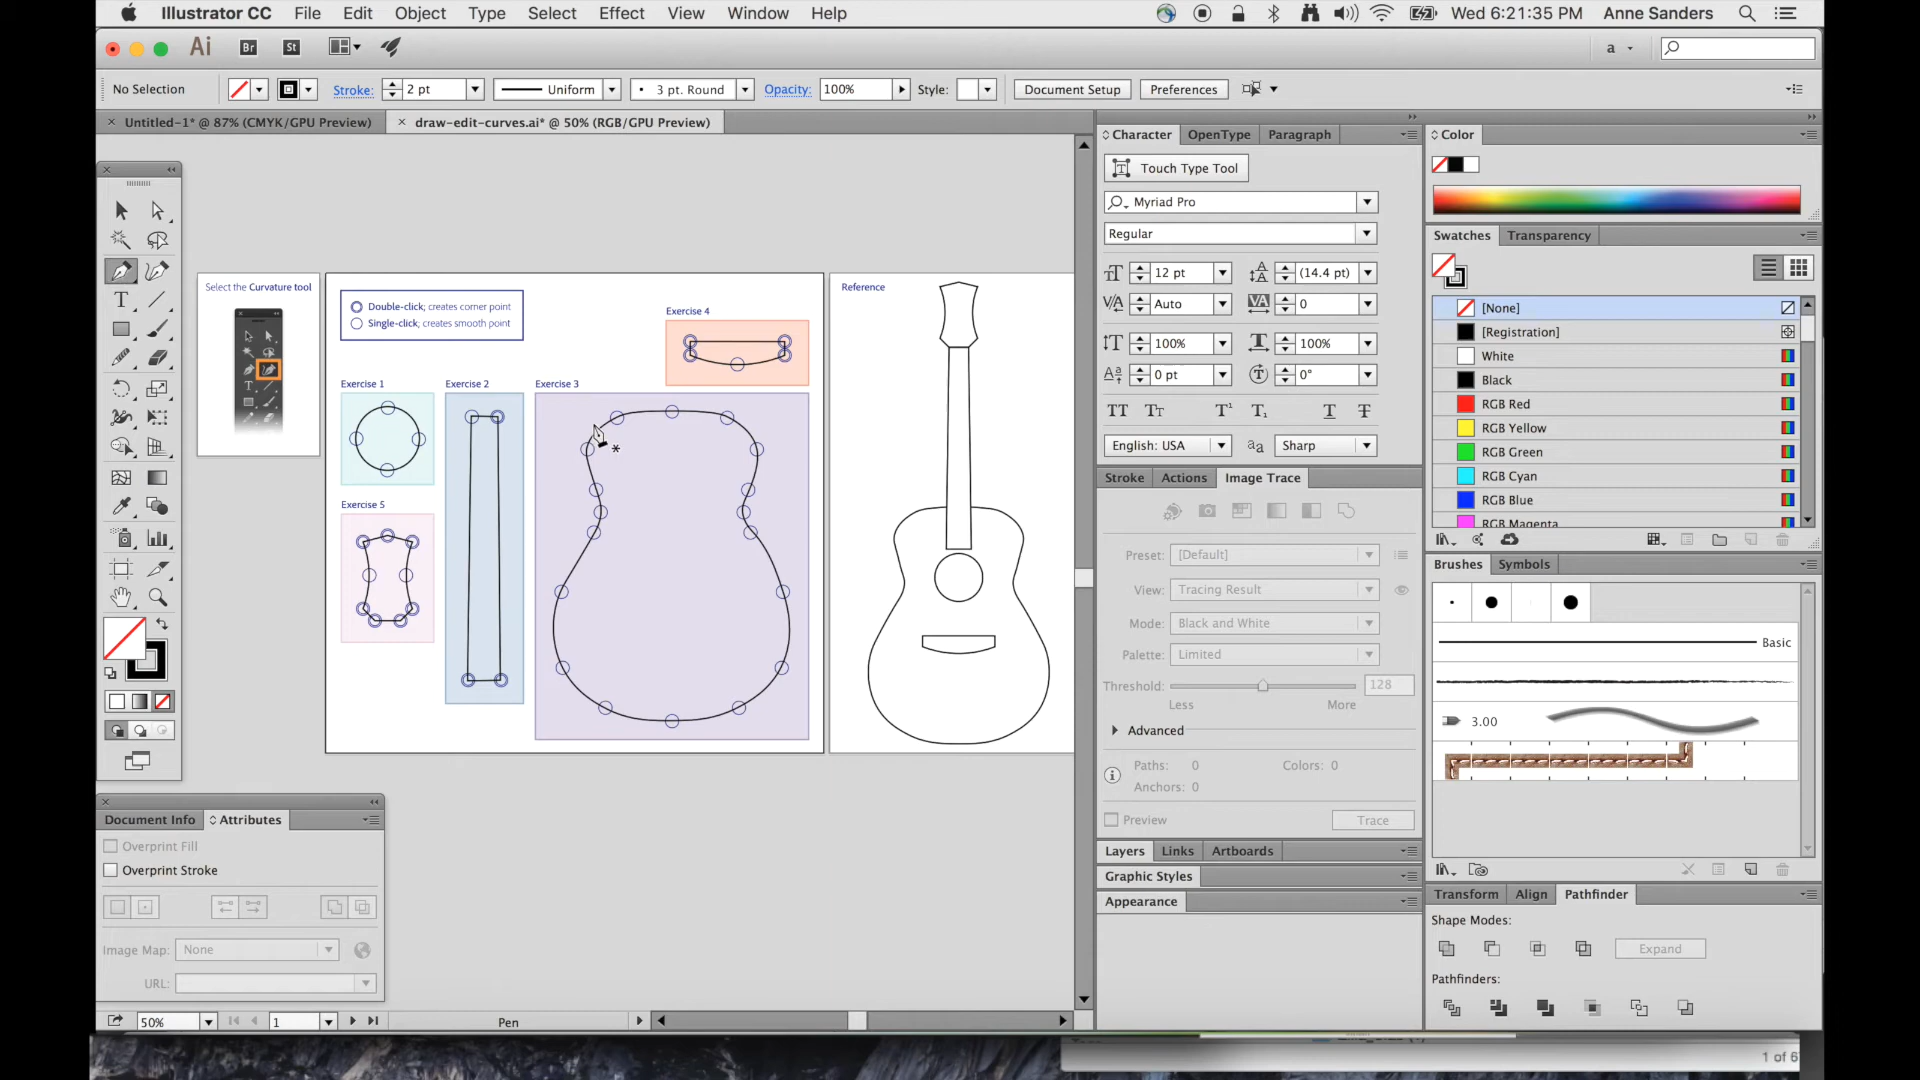 Illustrator CC File Edit Object Type Select Effect View Window Help Wed 6:21:35 PM Anne Sanders
Ai Br St a
No Selection Stroke: 2 pt Uniform 3 pt. Round Opacity: 100% Style: Document Setup Preferences
Untitled-1* @ 87% (CMYK/GPU Preview) draw-edit-curves.ai* @ 50% (RGB/GPU Preview)
Select the Curvature tool
Double-click; creates corner point
Single-click; creates smooth point
Exercise 4
Exercise 1 Exercise 2 Exercise 3
Exercise 5
Reference
Character OpenType Paragraph
Touch Type Tool
Myriad Pro
Regular
12 pt (14.4 pt)
Auto 0
100% 100%
0 pt 0°
English: USA Sharp
Stroke Actions Image Trace
Preset: [Default]
View: Tracing Result
Mode: Black and White
Palette: Limited
Threshold: 128
Less More
Advanced
Paths: 0 Colors: 0
Anchors: 0
Preview Trace
Layers Links Artboards
Graphic Styles
Appearance
Color
Swatches Transparency
[None]
[Registration]
White
Black
RGB Red
RGB Yellow
RGB Green
RGB Cyan
RGB Blue
RGB Magenta
Brushes Symbols
Basic
3.00
Transform Align Pathfinder
Shape Modes:
Expand
Pathfinders:
Document Info Attributes
Overprint Fill
Overprint Stroke
Image Map: None
URL:
50% 1 Pen
1 of 6